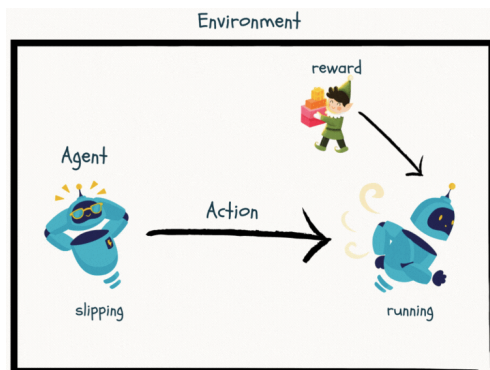 Environment
reward
Agent
Action
slipping
running